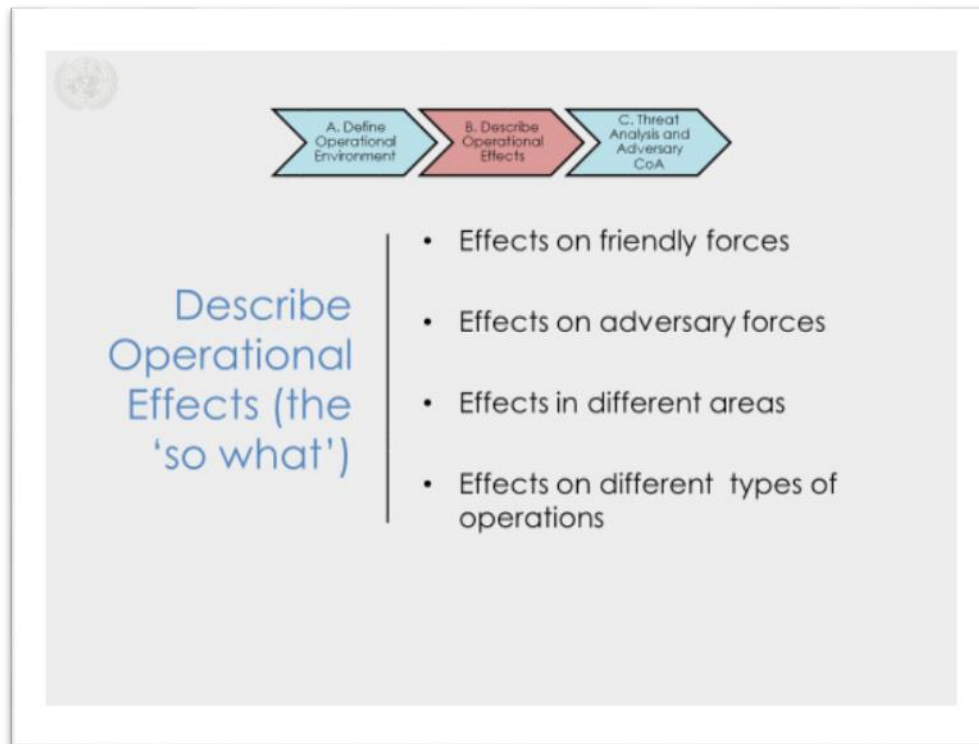 A. Define
Operational
Environment
B. Describe
Operational
Effects
C. Threat
Analysis and
Adversary
CoA
Describe
Operational
Effects (the
‘so what’)
• Effects on friendly forces
• Effects on adversary forces
• Effects in different areas
• Effects on different  types of
operations